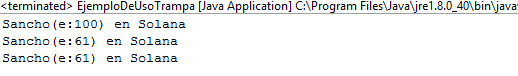 <terminated> EjemploDeUsoTrampa [Java Application] C:\Program Files\Java\jre1.8.0_40\bin\java
Sancho(e:100) en Solana
Sancho(e:61) en Solana
Sancho(e:61) en Solana